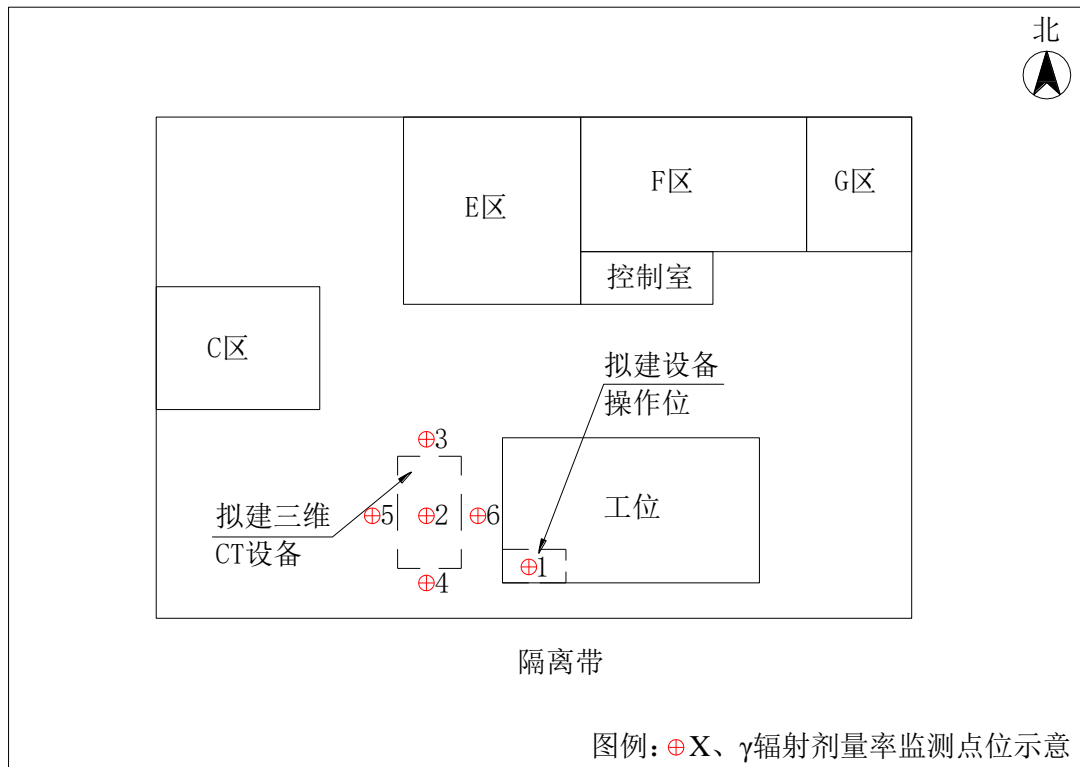 北
E区
F区
G区
控制室
C区
拟建设备
操作位
3
拟建三维
CT设备
5
2
6
工位
1
4
隔离带
图例: X、γ辐射剂量率监测点位示意